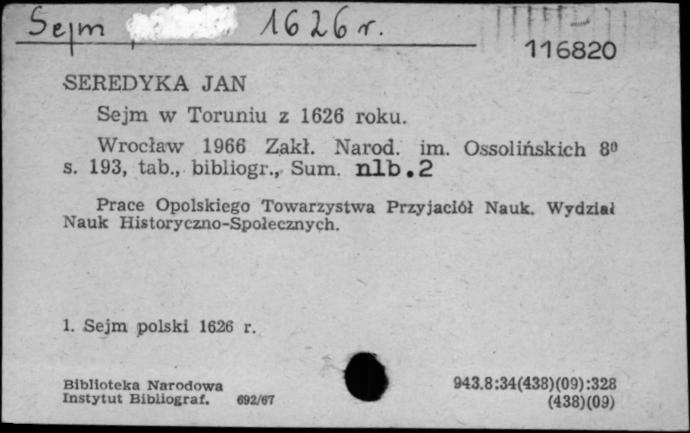 Sejm 1626 r.
116820
SEREDYKA JAN
Sejm w Toruniu z 1626 roku.
Wrocław 1966 Zakł. Narod. im. Ossolińskich 8⁰
s. 193, tab., bibliogr., Sum. nlb.2
Prace Opolskiego Towarzystwa Przyjaciół Nauk. Wydział
Nauk Historyczno-Społecznych.
1. Sejm polski 1626 r.
Biblioteka Narodowa
Instytut Bibliograf. 692/67
943.8:34(438)(09):328
(438)(09)